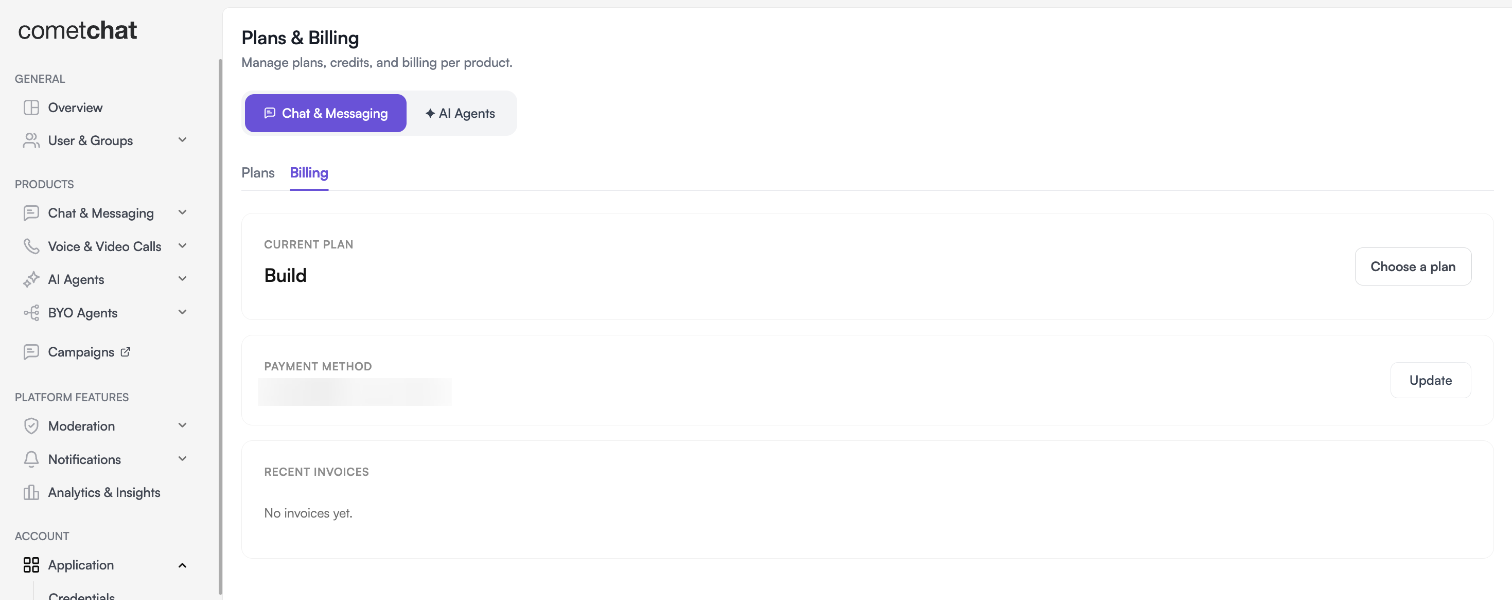 cometchat
GENERAL
Overview
User & Groups
PRODUCTS
Chat & Messaging
Voice & Video Calls
AI Agents
BYO Agents
Campaigns
PLATFORM FEATURES
Moderation
Notifications
Analytics & Insights
ACCOUNT
Application
Credentials
Plans & Billing
Manage plans, credits, and billing per product.
Chat & Messaging
AI Agents
Plans
Billing
CURRENT PLAN
Build
Choose a plan
PAYMENT METHOD
Update
RECENT INVOICES
No invoices yet.